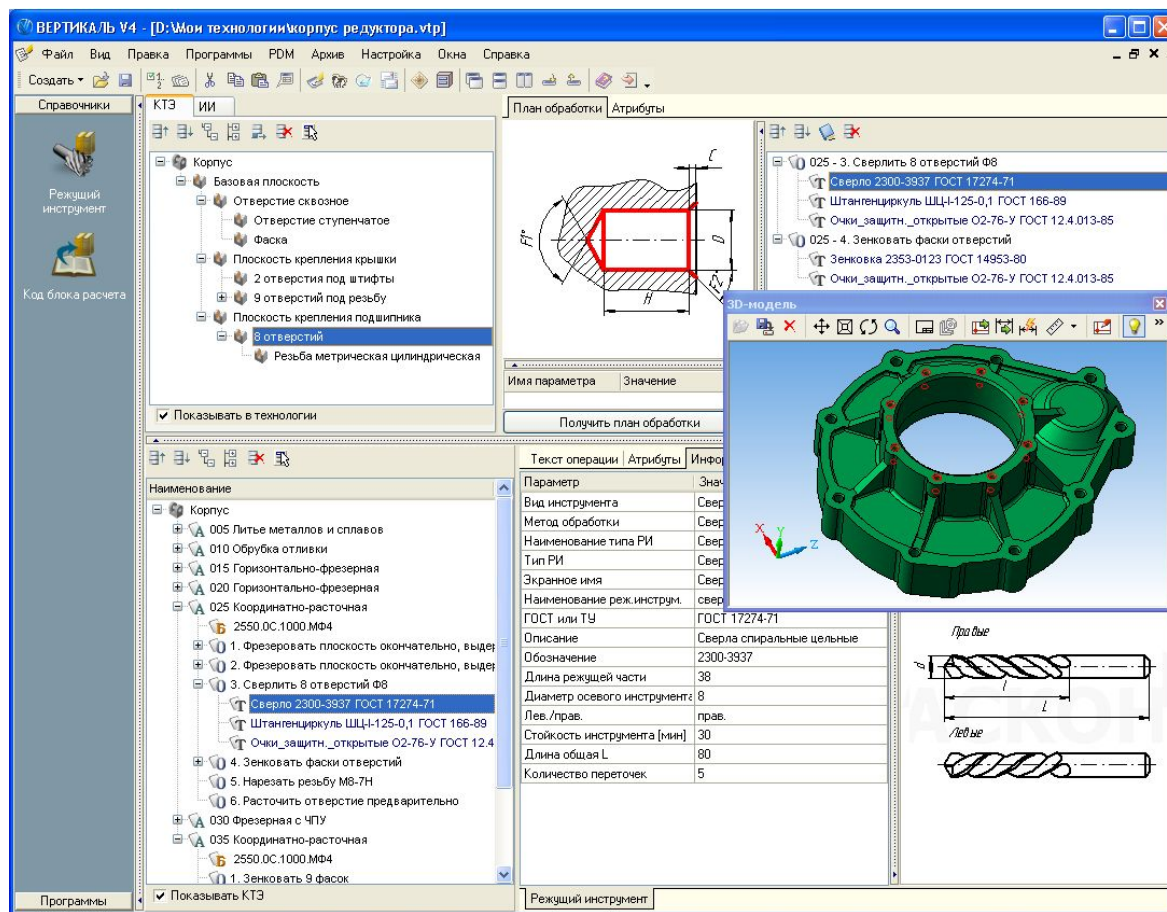 ВЕРТИКАЛЬ V4 - [D:\Мои технологии\корпус редуктора.vtp]
Файл Вид Правка Программы PDM Архив Настройка Окна Справка
Создать
Справочники
Режущий
инструмент
Код блока расчета
Программы
КТЭ ИИ
Корпус
Базовая плоскость
Отверстие сквозное
Отверстие ступенчатое
Фаска
Плоскость крепления крышки
2 отверстия под штифты
9 отверстий под резьбу
Плоскость крепления подшипника
8 отверстий
Резьба метрическая цилиндрическая
Показывать в технологии
План обработки Атрибуты
C
F1°
D
F2°
H
Имя параметра Значение
Получить план обработки
025 - 3. Сверлить 8 отверстий Ф8
Сверло 2300-3937 ГОСТ 17274-71
Штангенциркуль ШЦ-I-125-0,1 ГОСТ 166-89
Очки_защитн._открытые О2-76-У ГОСТ 12.4.013-85
025 - 4. Зенковать фаски отверстий
Зенковка 2353-0123 ГОСТ 14953-80
Очки_защитн._открытые О2-76-У ГОСТ 12.4.013-85
3D-модель
X Y Z
Наименование
Корпус
005 Литье металлов и сплавов
010 Обрубка отливки
015 Горизонтально-фрезерная
020 Горизонтально-фрезерная
025 Координатно-расточная
2550.0С.1000.МФ4
1. Фрезеровать плоскость окончательно, выдер
2. Фрезеровать плоскость окончательно, выдер
3. Сверлить 8 отверстий Ф8
Сверло 2300-3937 ГОСТ 17274-71
Штангенциркуль ШЦ-I-125-0,1 ГОСТ 166-89
Очки_защитн._открытые О2-76-У ГОСТ 12.4
4. Зенковать фаски отверстий
5. Нарезать резьбу М8-7Н
6. Расточить отверстие предварительно
030 Фрезерная с ЧПУ
035 Координатно-расточная
2550.0С.1000.МФ4
1. Зенковать 9 фасок
Показывать КТЭ
Текст операции Атрибуты Инфор
Параметр Знач
Вид инструмента Свер
Метод обработки Свер
Наименование типа РИ Свер
Тип РИ Свер
Экранное имя Свер
Наименование реж.инструм. свер
ГОСТ или ТУ ГОСТ 17274-71
Описание Сверла спиральные цельные
Обозначение 2300-3937
Длина режущей части 38
Диаметр осевого инструмента 8
Лев./прав. прав.
Стойкость инструмента [мин] 30
Длина общая L 80
Количество переточек 5
Режущий инструмент
Правые
d
l
L
Левые
АСКОН